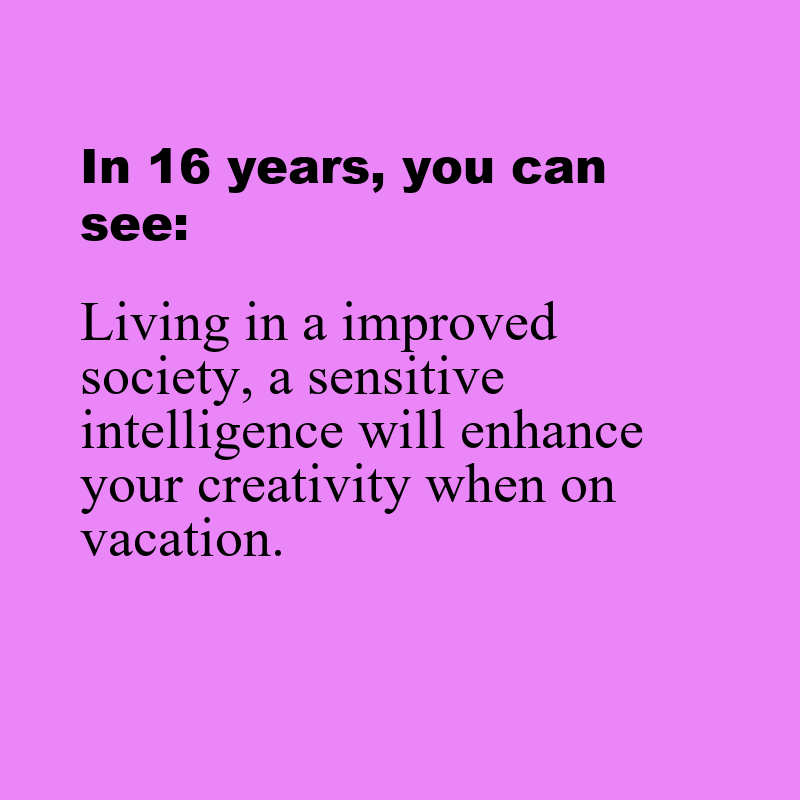 In 16 years, you can
see:
Living in a improved
society, a sensitive
intelligence will enhance
your creativity when on
vacation.